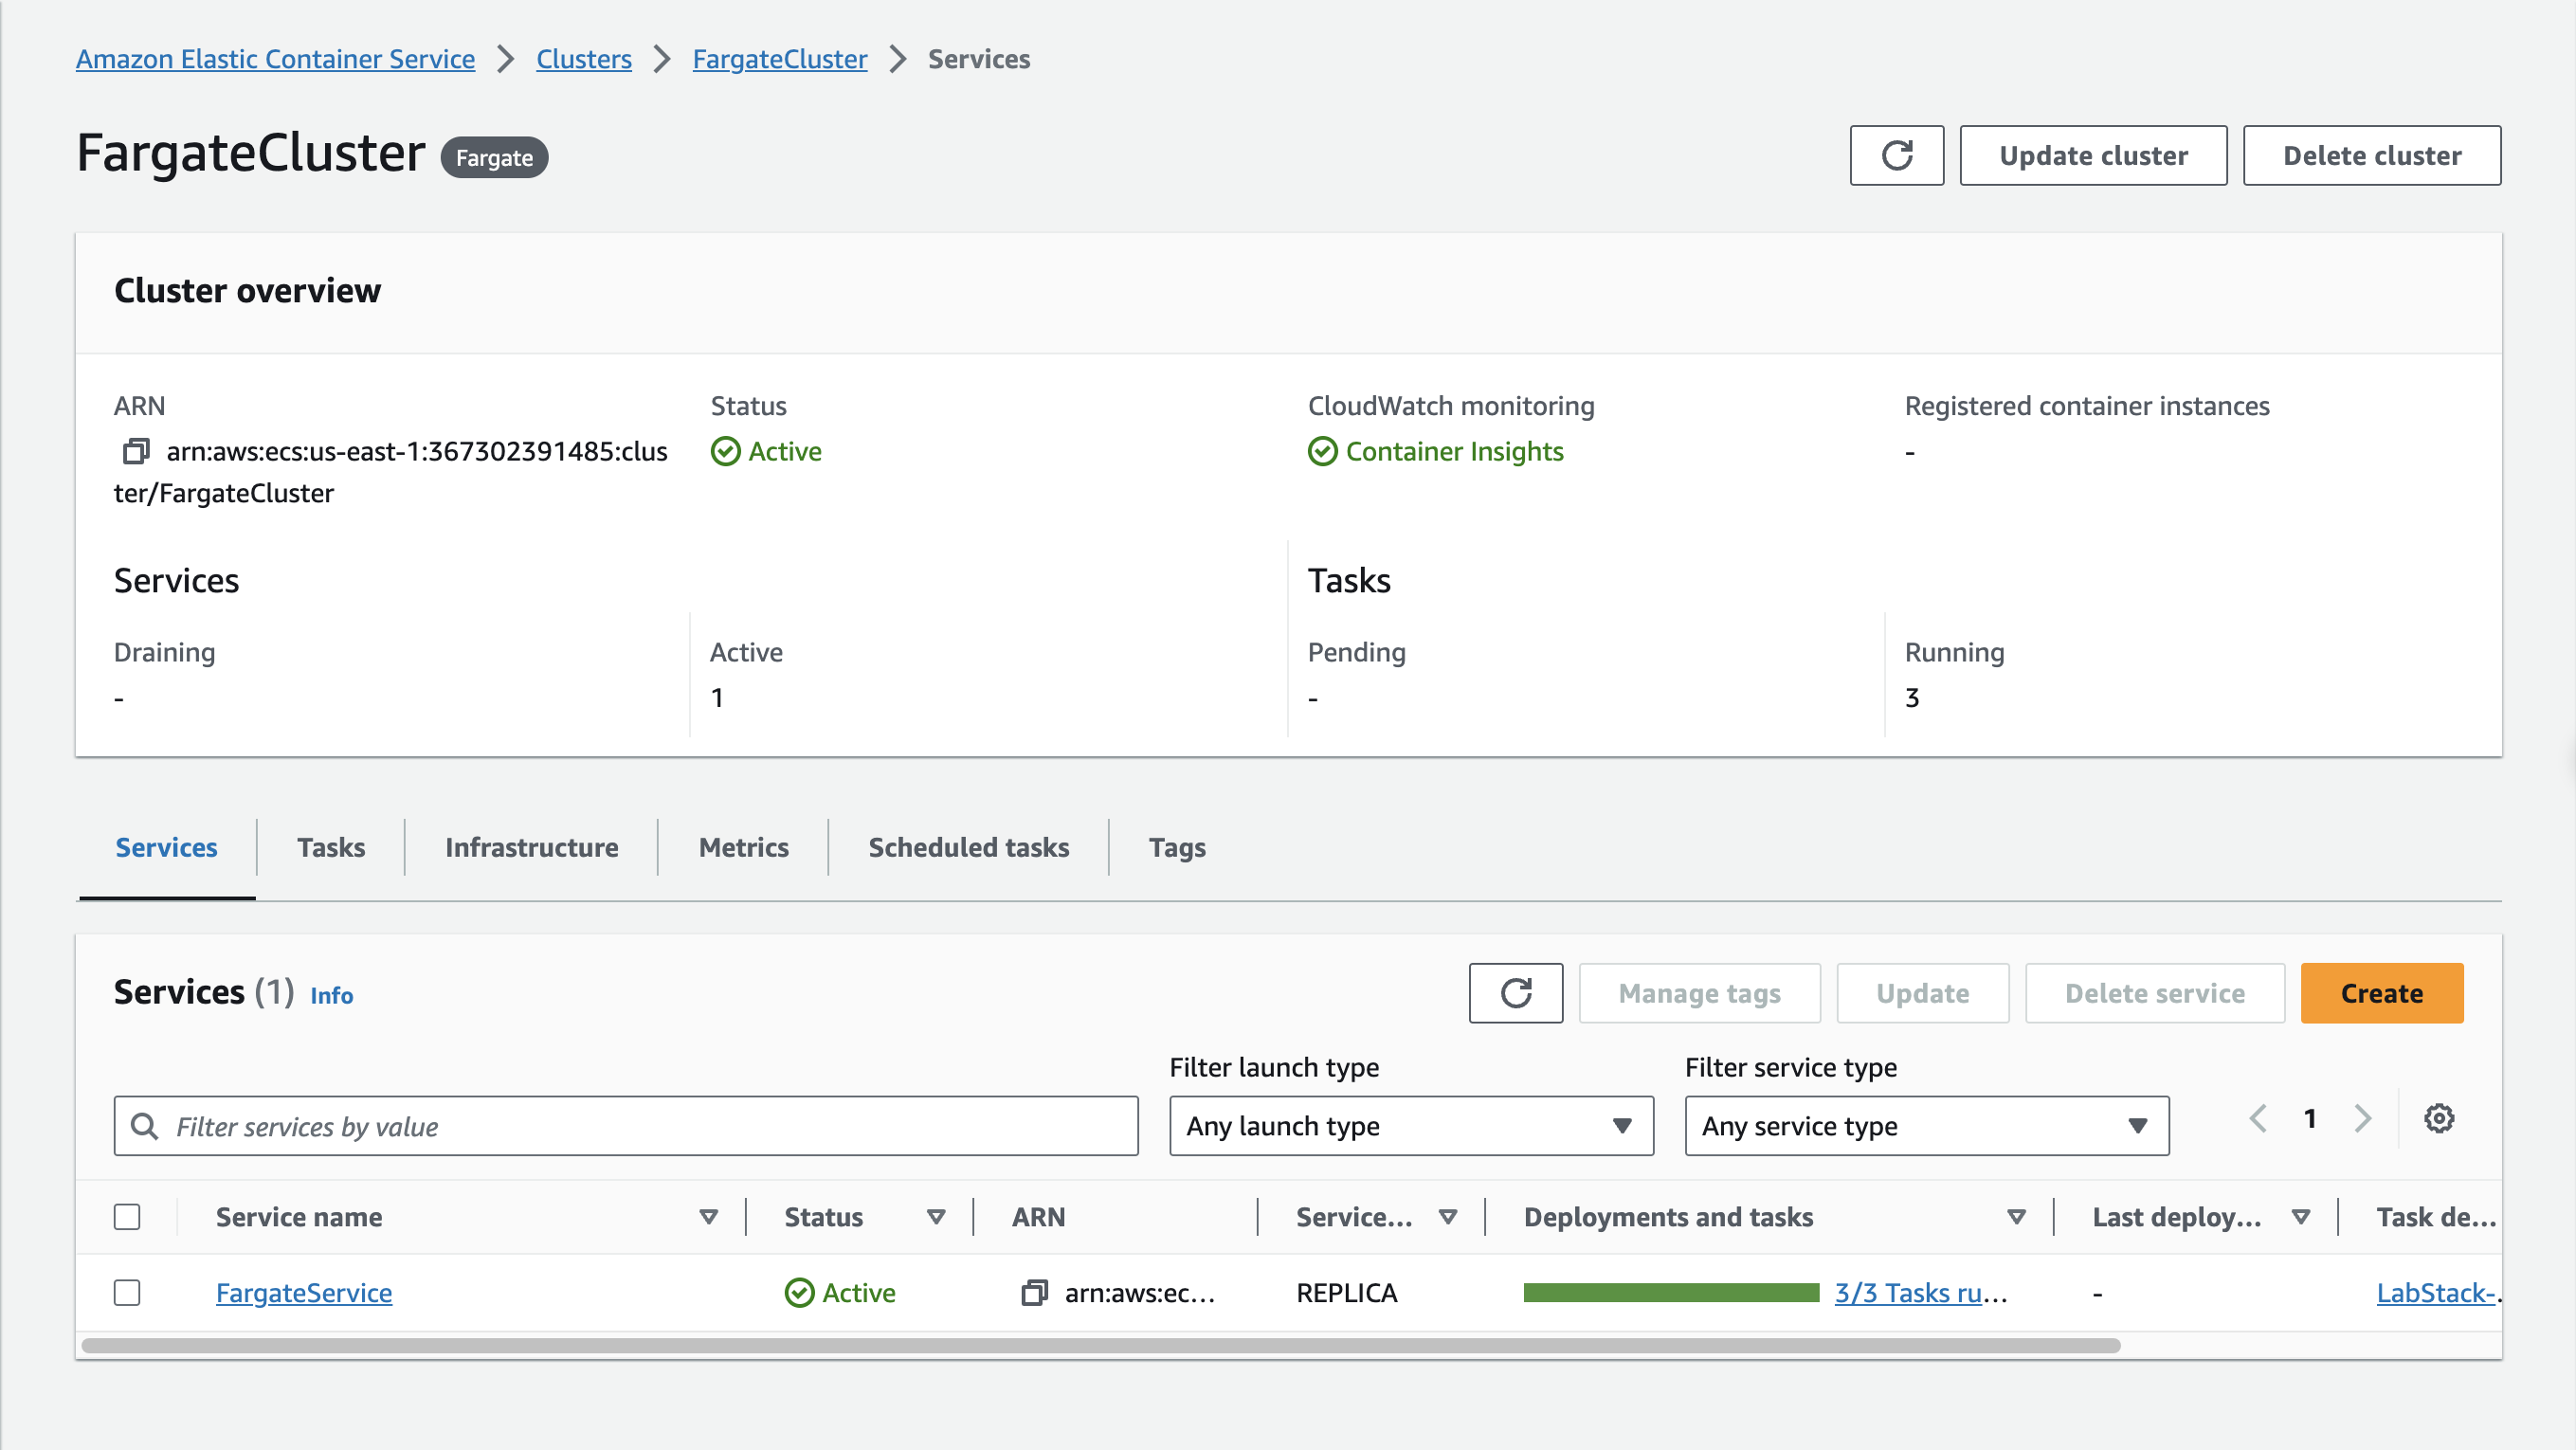 Amazon Elastic Container Service > Clusters > FargateCluster > Services
FargateCluster Fargate
Update cluster
Delete cluster
Cluster overview
ARN
arn:aws:ecs:us-east-1:367302391485:clus
ter/FargateCluster
Status
Active
CloudWatch monitoring
Container Insights
Registered container instances
-
Services
Draining
-
Active
1
Tasks
Pending
-
Running
3
Services Tasks Infrastructure Metrics Scheduled tasks Tags
Services (1) Info
Manage tags
Update
Delete service
Create
Filter launch type
Filter service type
Filter services by value
Any launch type
Any service type
1
Service name Status ARN Service... Deployments and tasks Last deploy... Task de...
FargateService Active arn:aws:ec... REPLICA 3/3 Tasks ru... - LabStack-.